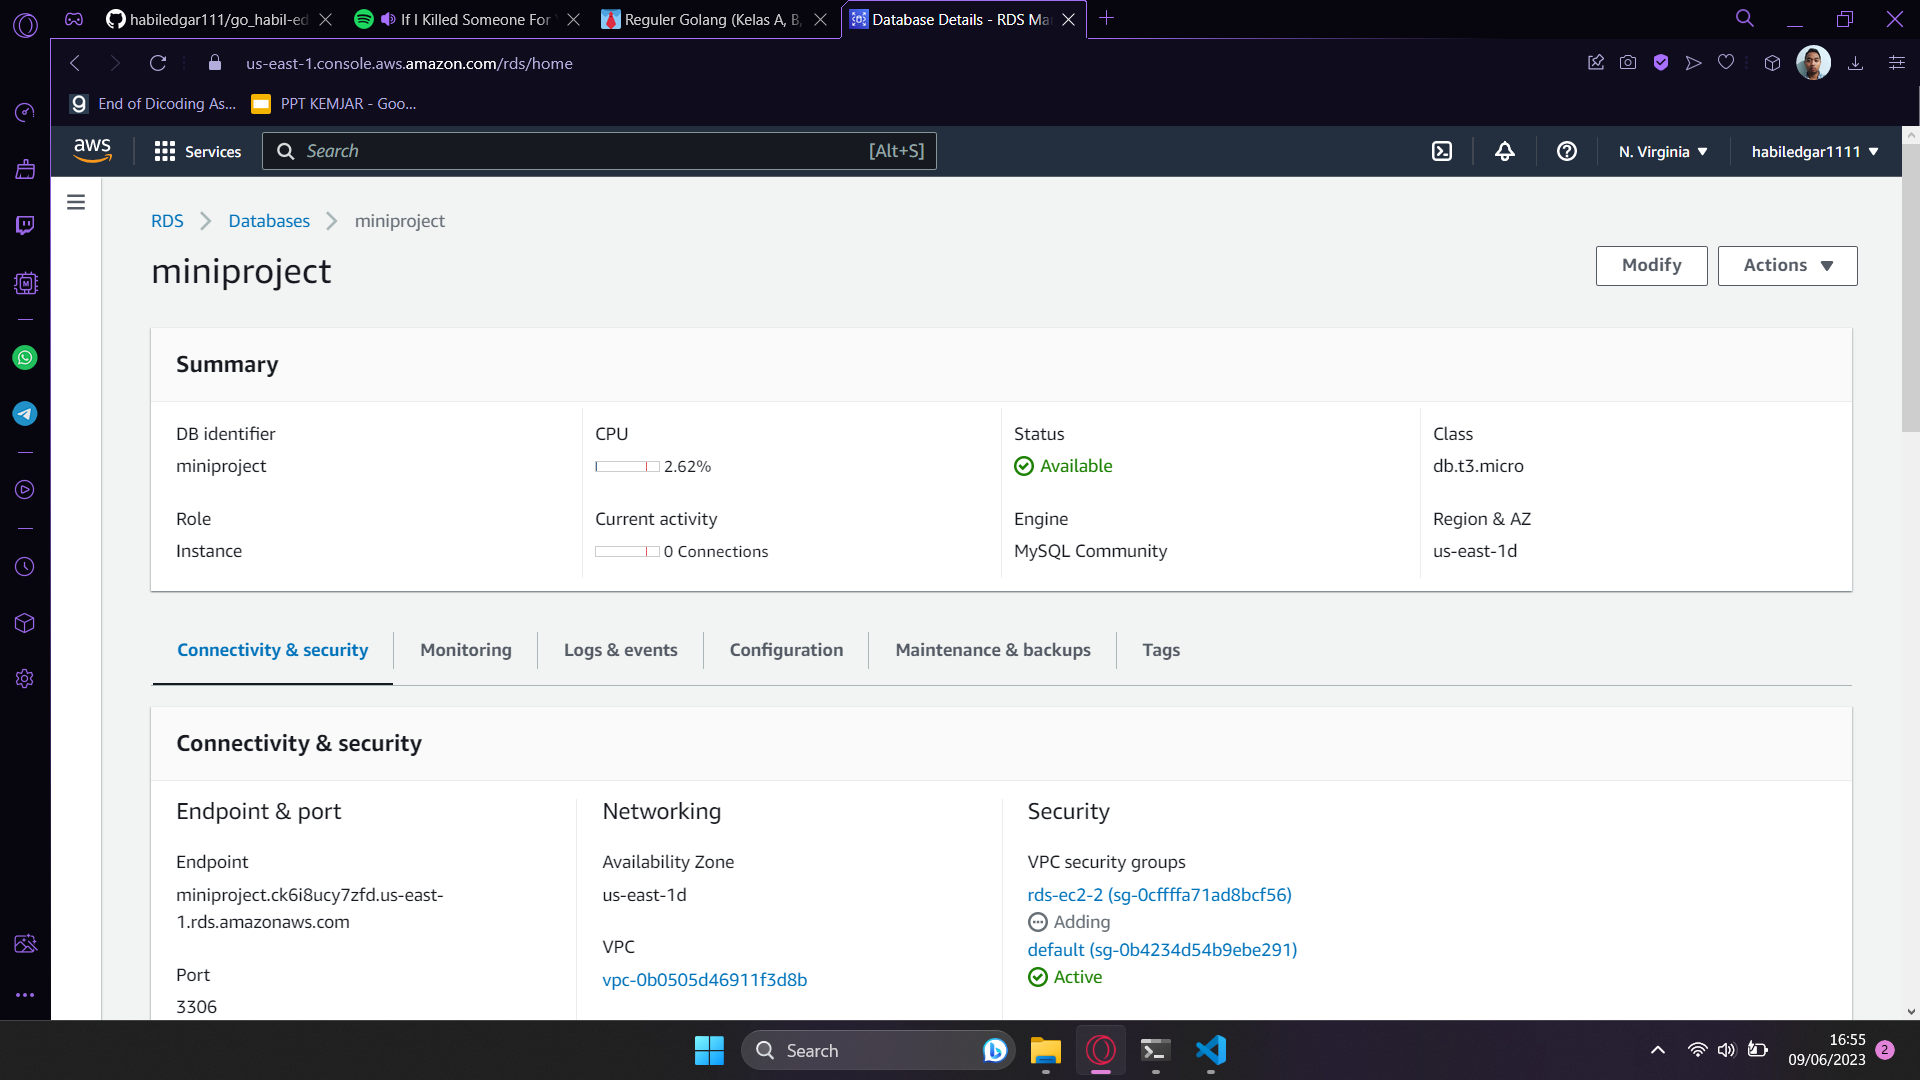 habiledgar111/go_habil-ed
If I Killed Someone For
Reguler Golang (Kelas A, B,
Database Details - RDS Ma
us-east-1.console.aws.amazon.com/rds/home
End of Dicoding As...
PPT KEMJAR - Goo...
aws
Services
Search
[Alt+S]
N. Virginia
habiledgar1111
RDS
Databases
miniproject
miniproject
Modify
Actions
Summary
DB identifier
miniproject
CPU
2.62%
Status
Available
Class
db.t3.micro
Role
Instance
Current activity
0 Connections
Engine
MySQL Community
Region & AZ
us-east-1d
Connectivity & security
Monitoring
Logs & events
Configuration
Maintenance & backups
Tags
Connectivity & security
Endpoint & port
Endpoint
miniproject.ck6i8ucy7zfd.us-east-
1.rds.amazonaws.com
Port
3306
Networking
Availability Zone
us-east-1d
VPC
vpc-0b0505d46911f3d8b
Security
VPC security groups
rds-ec2-2 (sg-0cffffa71ad8bcf56)
Adding
default (sg-0b4234d54b9ebe291)
Active
Search
16:55
09/06/2023
2